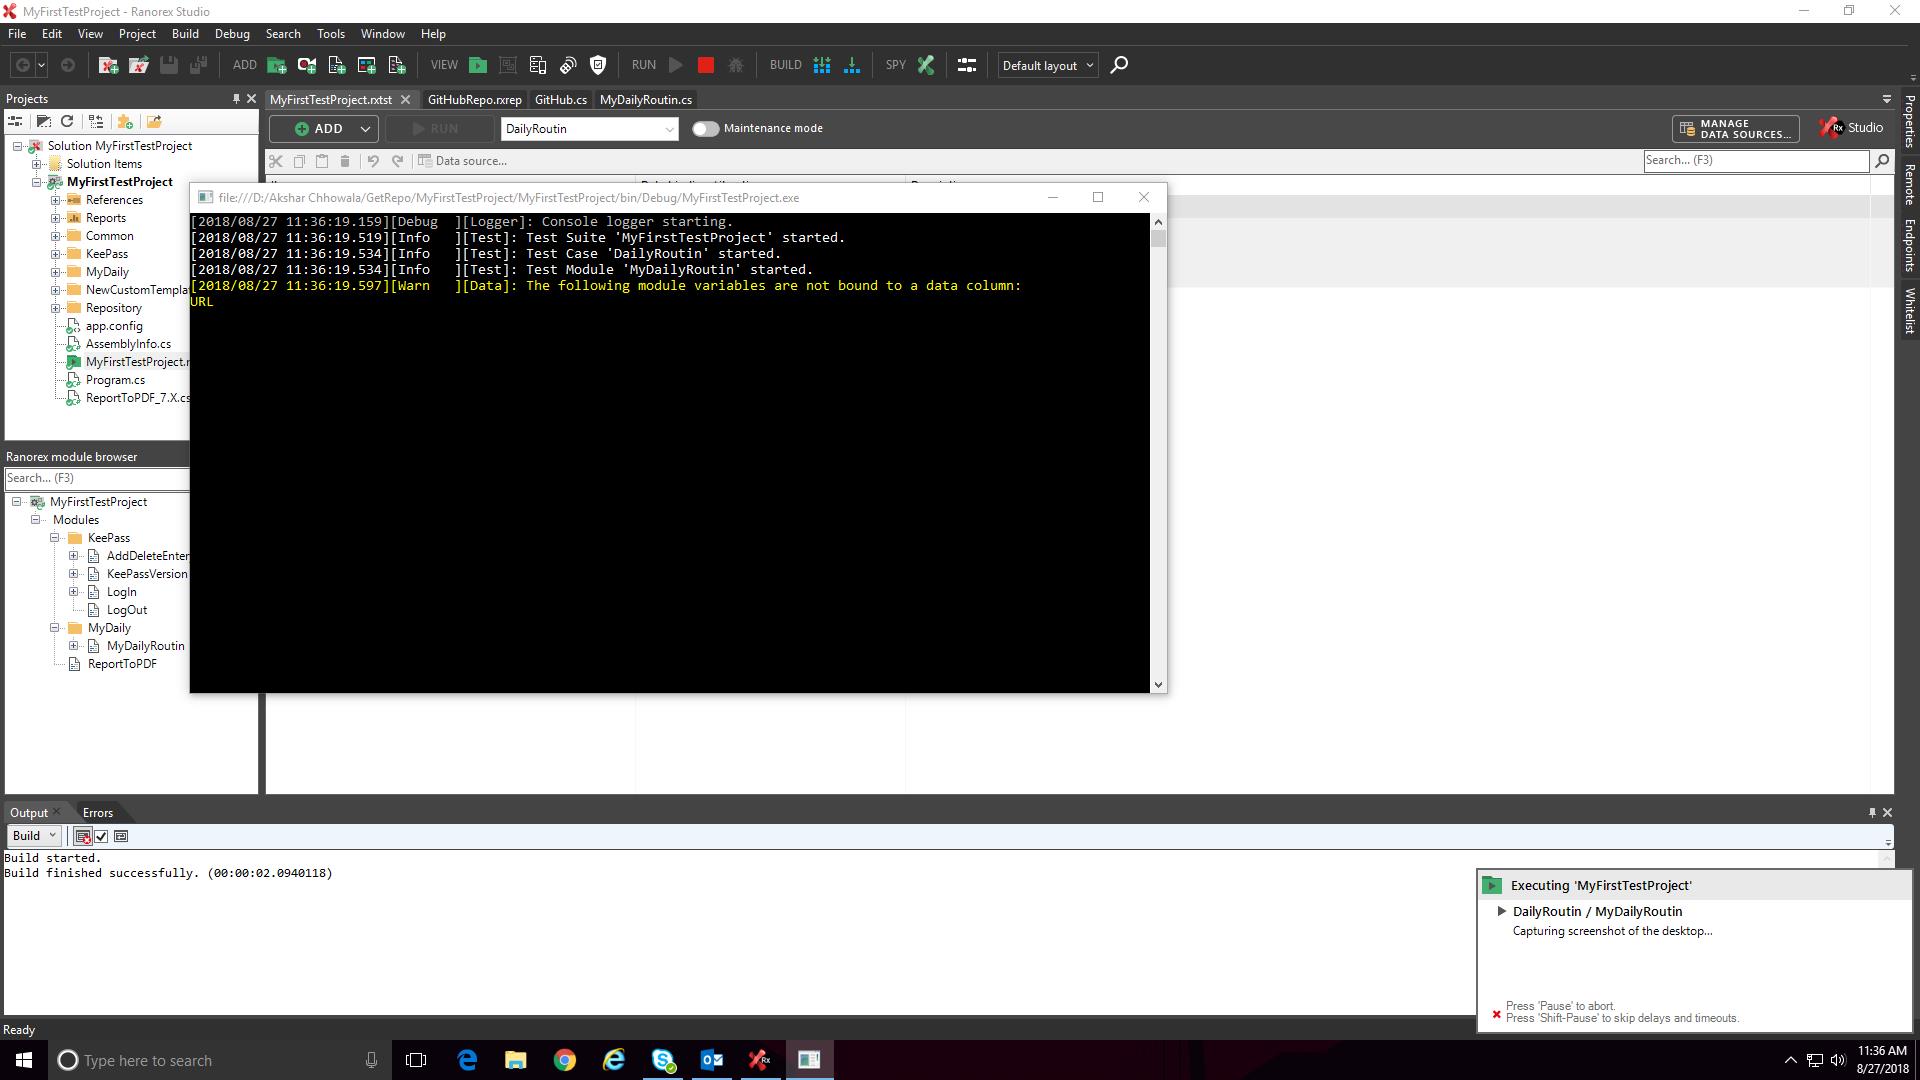 MyFirstTestProject - Ranorex Studio
File Edit View Project Build Debug Search Tools Window Help
ADD VIEW RUN BUILD SPY Default layout
Projects
MyFirstTestProject.rxtst GitHubRepo.rxrep GitHub.cs MyDailyRoutin.cs
ADD RUN DailyRoutin Maintenance mode MANAGE DATA SOURCES... Rx Studio
Data source... Search... (F3)
Solution MyFirstTestProject
Solution Items
MyFirstTestProject
References
Reports
Common
KeePass
MyDaily
NewCustomTempla
Repository
app.config
AssemblyInfo.cs
MyFirstTestProject.r
Program.cs
ReportToPDF_7.X.cs
file:///D:/Akshar Chhowala/GetRepo/MyFirstTestProject/MyFirstTestProject/bin/Debug/MyFirstTestProject.exe
[2018/08/27 11:36:19.159][Debug  ][Logger]: Console logger starting.
[2018/08/27 11:36:19.519][Info   ][Test]: Test Suite 'MyFirstTestProject' started.
[2018/08/27 11:36:19.534][Info   ][Test]: Test Case 'DailyRoutin' started.
[2018/08/27 11:36:19.534][Info   ][Test]: Test Module 'MyDailyRoutin' started.
[2018/08/27 11:36:19.597][Warn   ][Data]: The following module variables are not bound to a data column:
URL
Properties
Remote Endpoints
Whitelist
Ranorex module browser
Search... (F3)
MyFirstTestProject
Modules
KeePass
AddDeleteEnter
KeePassVersion
LogIn
LogOut
MyDaily
MyDailyRoutin
ReportToPDF
Output Errors
Build
Build started.
Build finished successfully. (00:00:02.0940118)
Executing 'MyFirstTestProject'
DailyRoutin / MyDailyRoutin
Capturing screenshot of the desktop...
Press 'Pause' to abort.
Press 'Shift-Pause' to skip delays and timeouts.
Ready
Type here to search
11:36 AM
8/27/2018